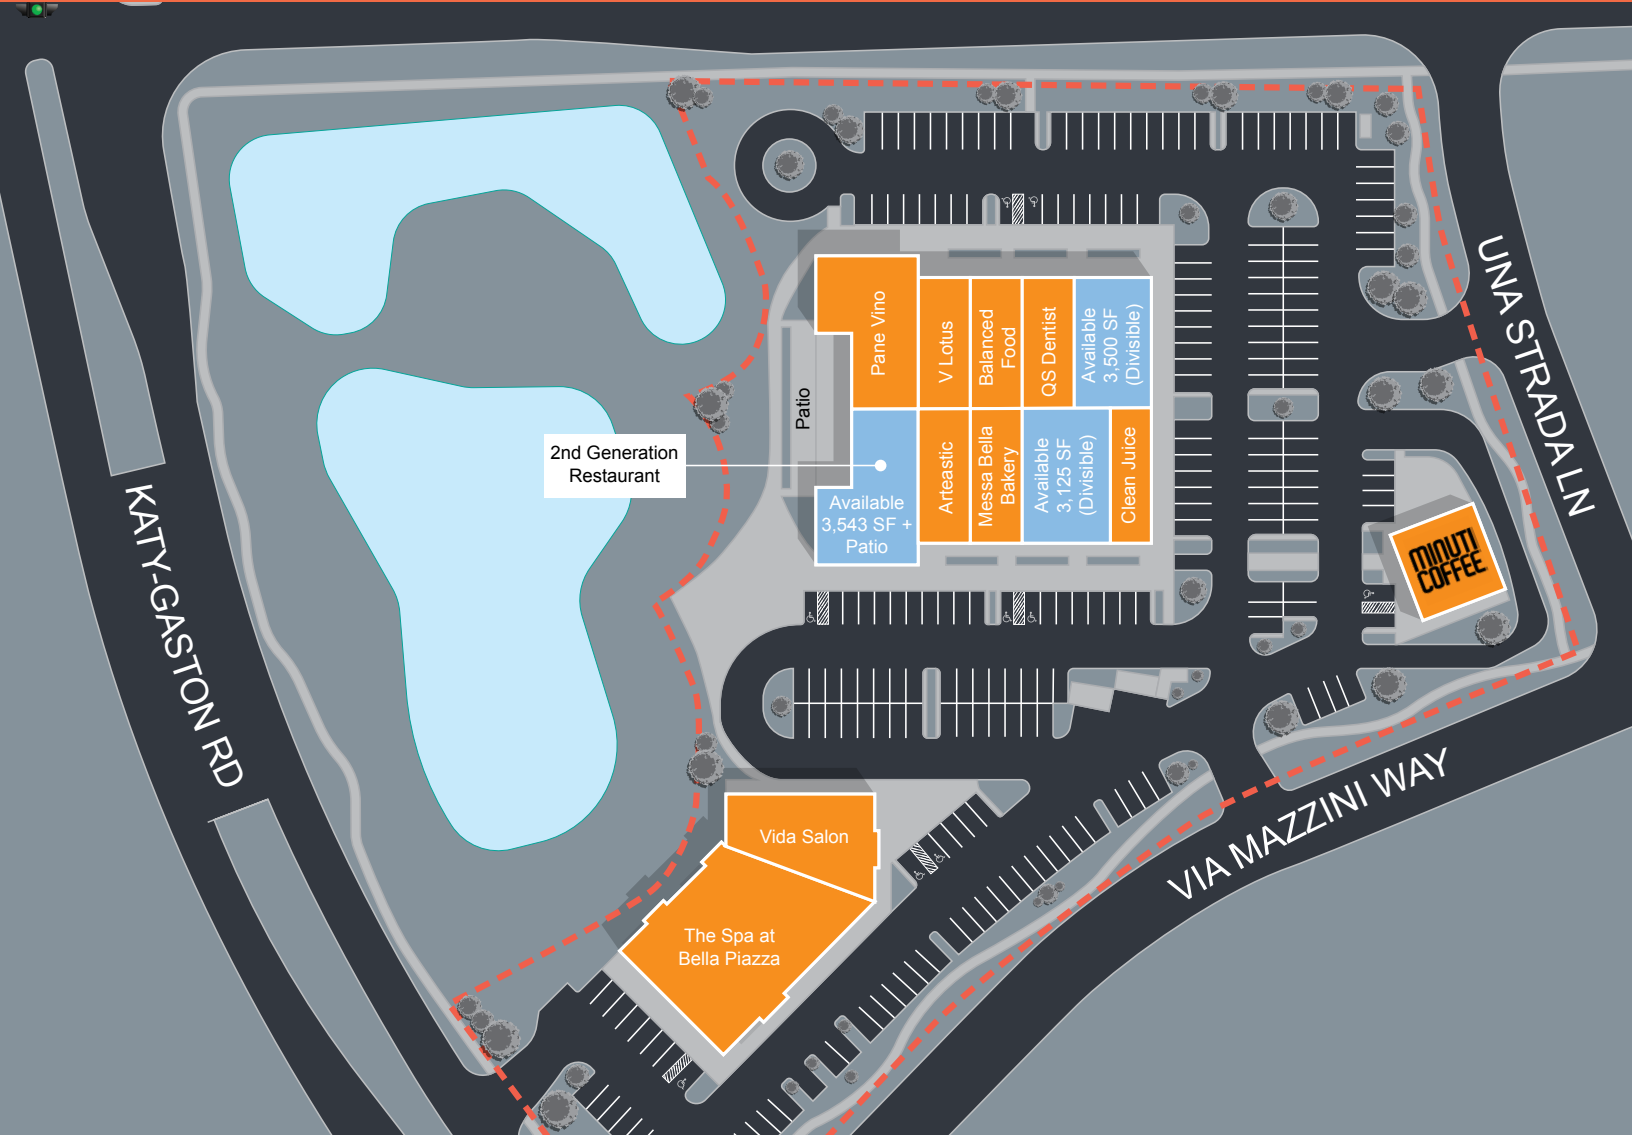 UNA STRADA LN
Pane Vino
V Lotus
Balanced
Food
QS Dentist
Available
3,500 SF
(Divisible)
Patio
2nd Generation
Restaurant
Available
3,543 SF +
Patio
Arteastic
Messa Bella
Bakery
Available
3,125 SF
(Divisible)
Clean Juice
MINUTI
COFFEE
KATY-GASTON RD
VIA MAZZINI WAY
Vida Salon
The Spa at
Bella Piazza